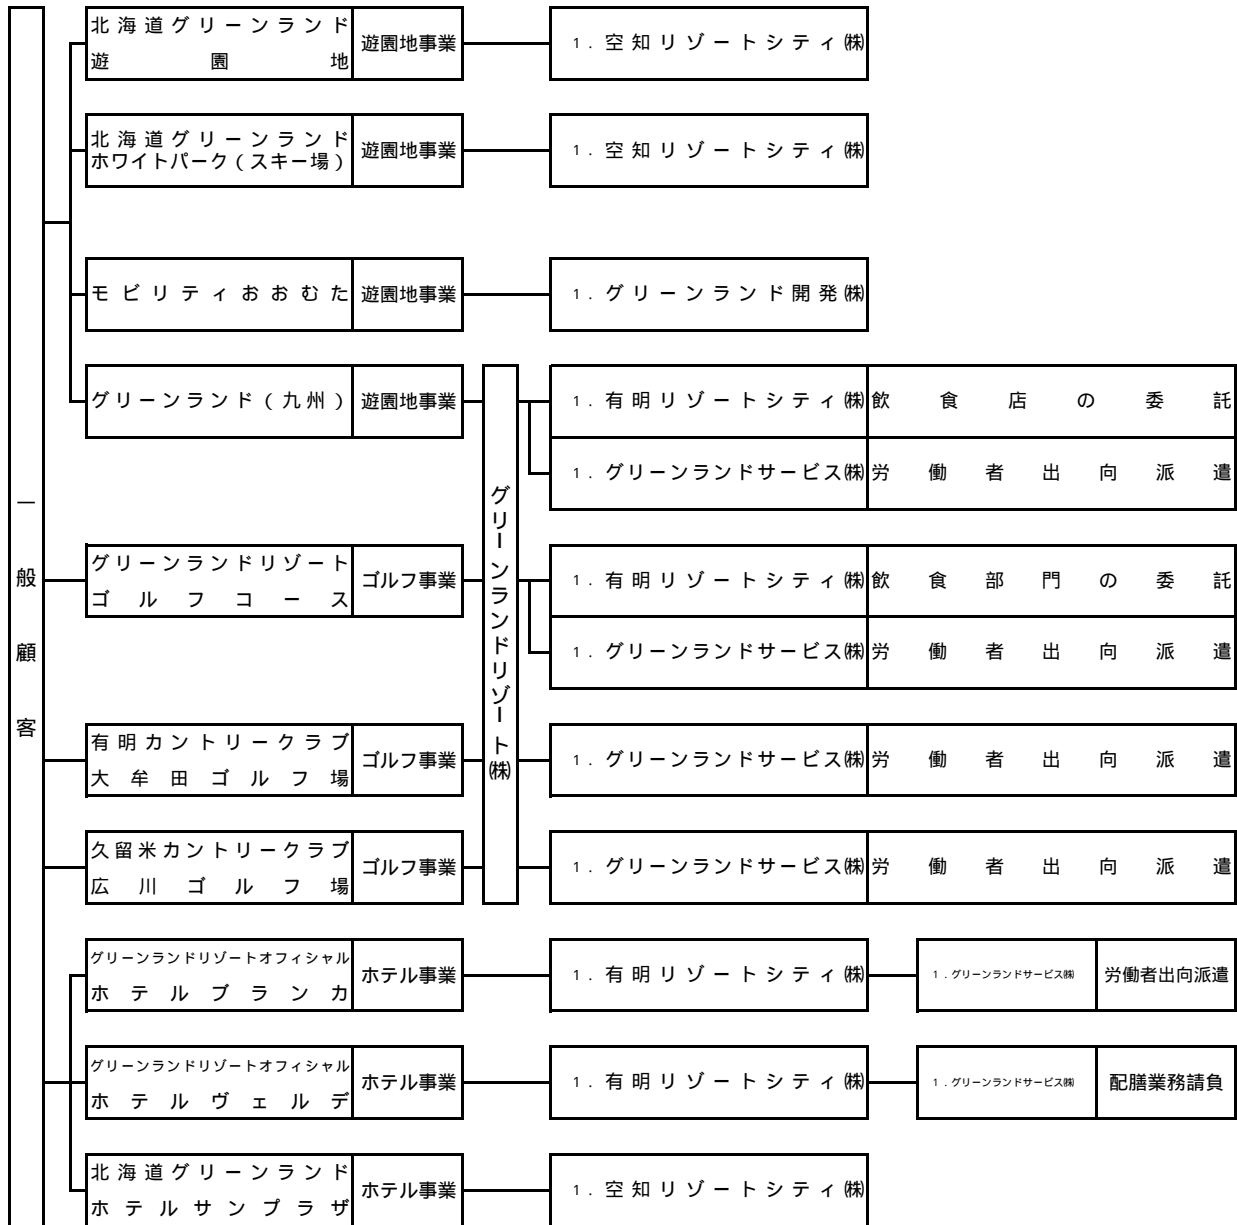 北海道グリーンランド
遊園地
遊園地事業
1．空知リゾートシティ㈱
北海道グリーンランド
ホワイトパーク（スキー場）
遊園地事業
1．空知リゾートシティ㈱
モビリティおおむた
遊園地事業
1．グリーンランド開発㈱
グリーンランド（九州）
遊園地事業
1．有明リゾートシティ㈱
飲食店の委託
1．グリーンランドサービス㈱
労働者出向派遣
一般顧客
グリーンランドリゾート㈱
グリーンランドリゾート
ゴルフコース
ゴルフ事業
1．有明リゾートシティ㈱
飲食部門の委託
1．グリーンランドサービス㈱
労働者出向派遣
有明カントリークラブ
大牟田ゴルフ場
ゴルフ事業
1．グリーンランドサービス㈱
労働者出向派遣
久留米カントリークラブ
広川ゴルフ場
ゴルフ事業
1．グリーンランドサービス㈱
労働者出向派遣
グリーンランドリゾートオフィシャル
ホテルブランカ
ホテル事業
1．有明リゾートシティ㈱
1．グリーンランドサービス㈱
労働者出向派遣
グリーンランドリゾートオフィシャル
ホテルヴェルデ
ホテル事業
1．有明リゾートシティ㈱
1．グリーンランドサービス㈱
配膳業務請負
北海道グリーンランド
ホテルサンプラザ
ホテル事業
1．空知リゾートシティ㈱